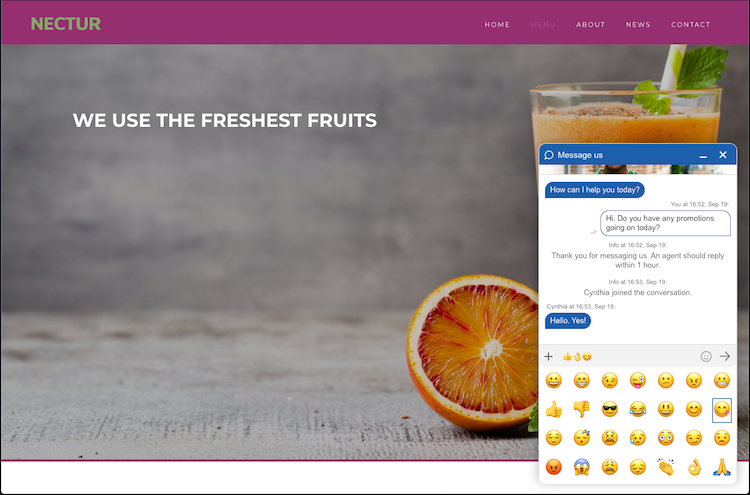 NECTUR
HOME
MENU
ABOUT
NEWS
CONTACT
WE USE THE FRESHEST FRUITS
Message us
How can I help you today?
You at 16:52, Sep 19:
Hi. Do you have any promotions
going on today?
Info at 16:52, Sep 19:
Thank you for messaging us. An agent should reply
within 1 hour.
Info at 16:53, Sep 19:
Cynthia joined the conversation.
Cynthia at 16:53, Sep 19:
Hello. Yes!